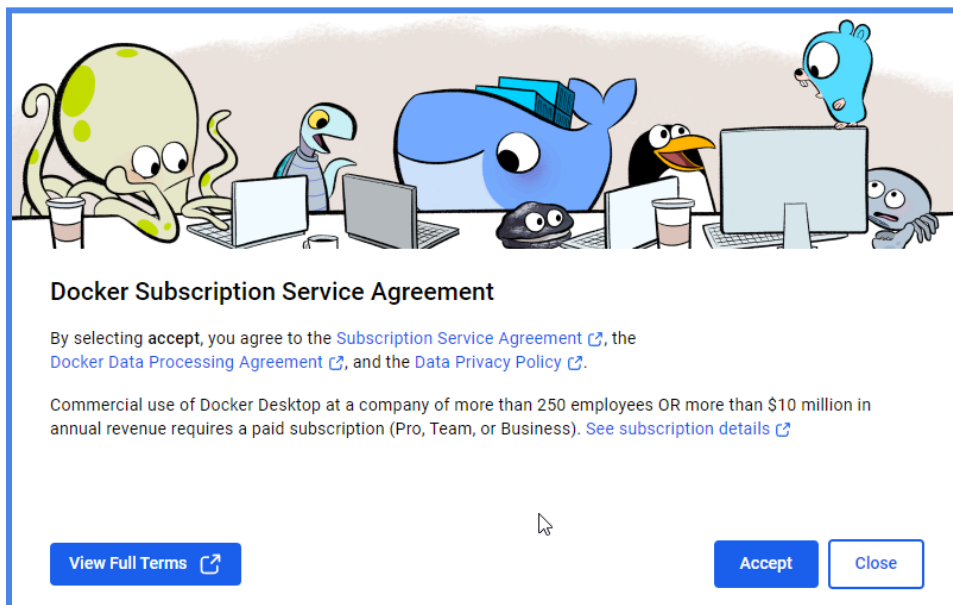 Docker Subscription Service Agreement
By selecting accept, you agree to the Subscription Service Agreement, the
Docker Data Processing Agreement, and the Data Privacy Policy.
Commercial use of Docker Desktop at a company of more than 250 employees OR more than $10 million in
annual revenue requires a paid subscription (Pro, Team, or Business). See subscription details
View Full Terms
Accept
Close